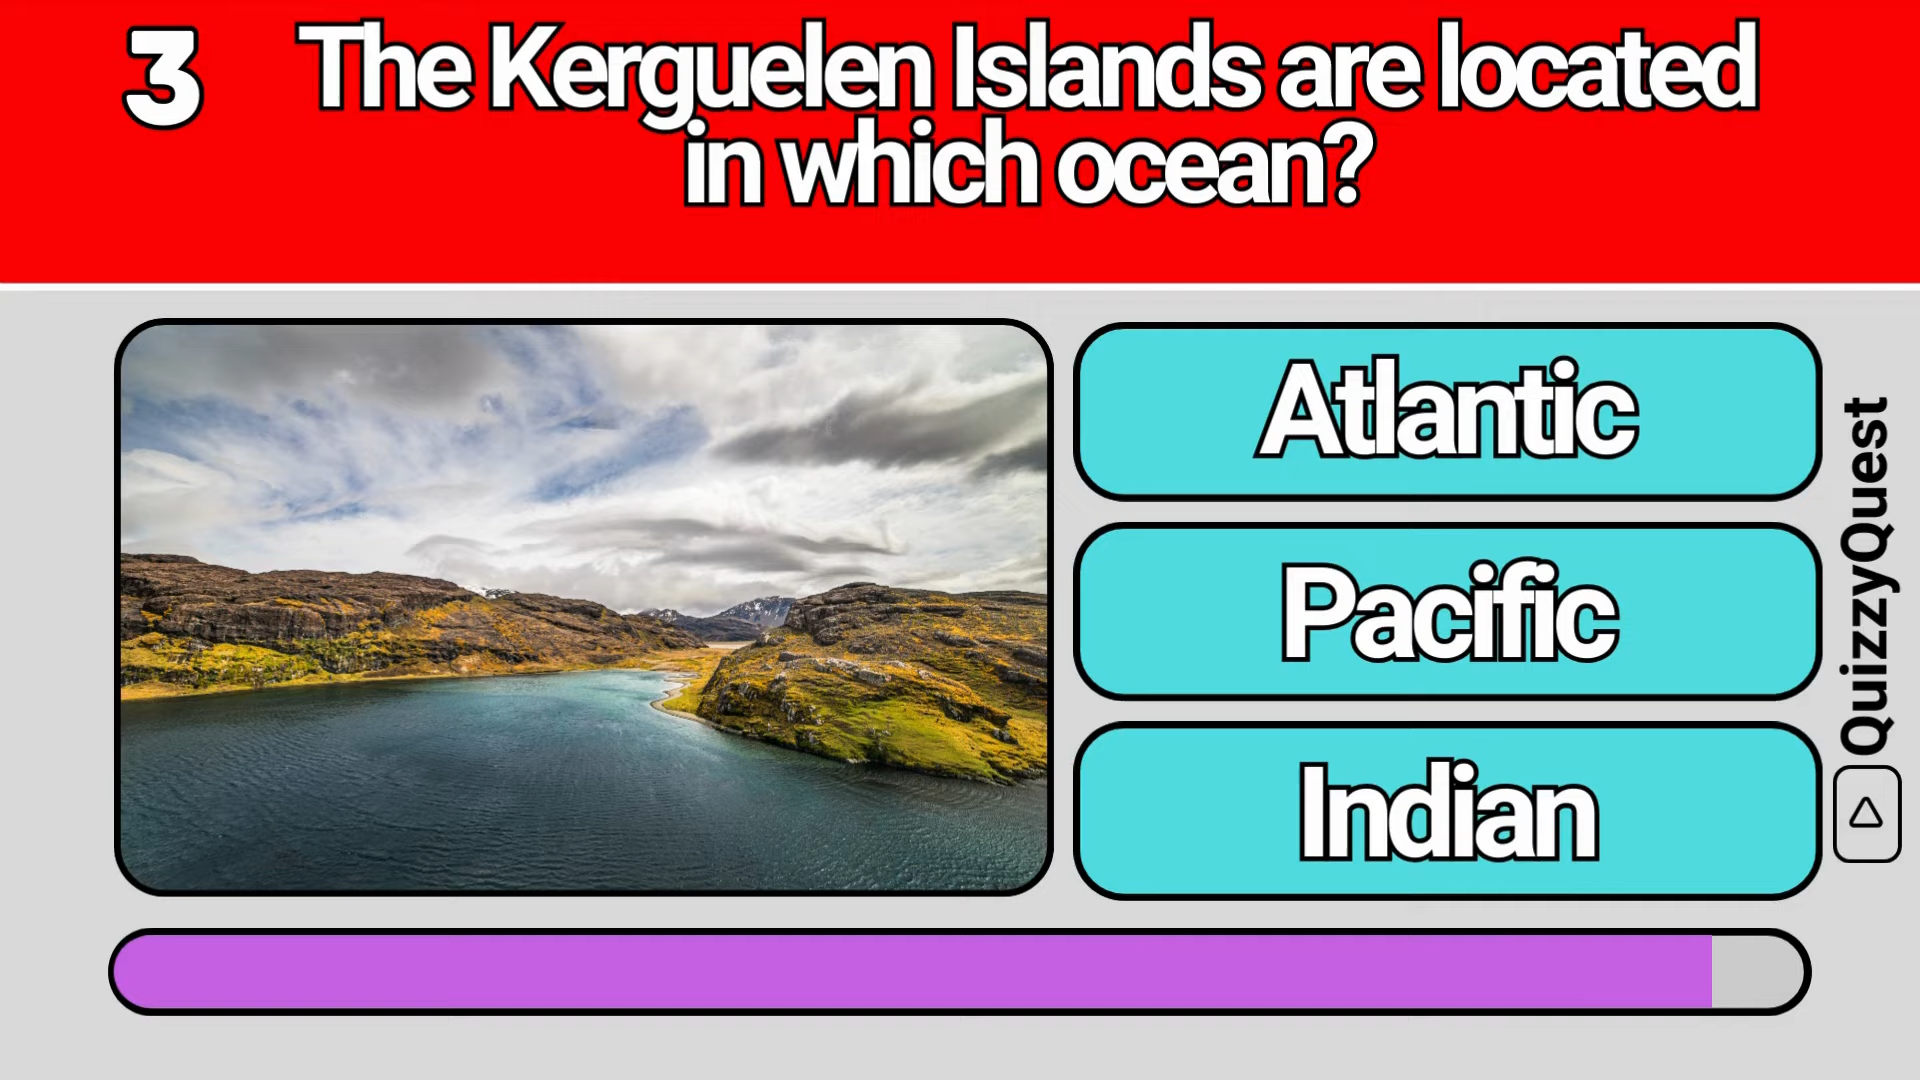 3
The Kerguelen Islands are located
in which ocean?
Atlantic
Pacific
Indian
QuizzyQuest